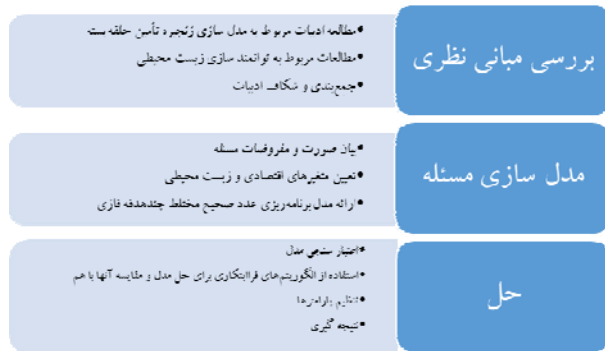 بررسی مبانی نظری
•مطالعه ادبیات مربوط به مدل سازی زنجیره تأمین حلقه بسته
•مطالعات مربوط به توانمند سازی زیست محیطی
•جمع‌بندی و شکاف ادبیات
مدل سازی مسئله
•بیان صورت و مفروضات مسئله
•تعیین متغیرهای اقتصادی و زیست محیطی
•ارائه مدل برنامه‌ریزی عدد صحیح مختلط چندهدفه فازی
حل
•اعتبار سنجی مدل
•استفاده از الگوریتم‌های فراابتکاری برای حل مدل و مقایسه آنها با هم
•تنظیم پارامترها
•نتیجه گیری